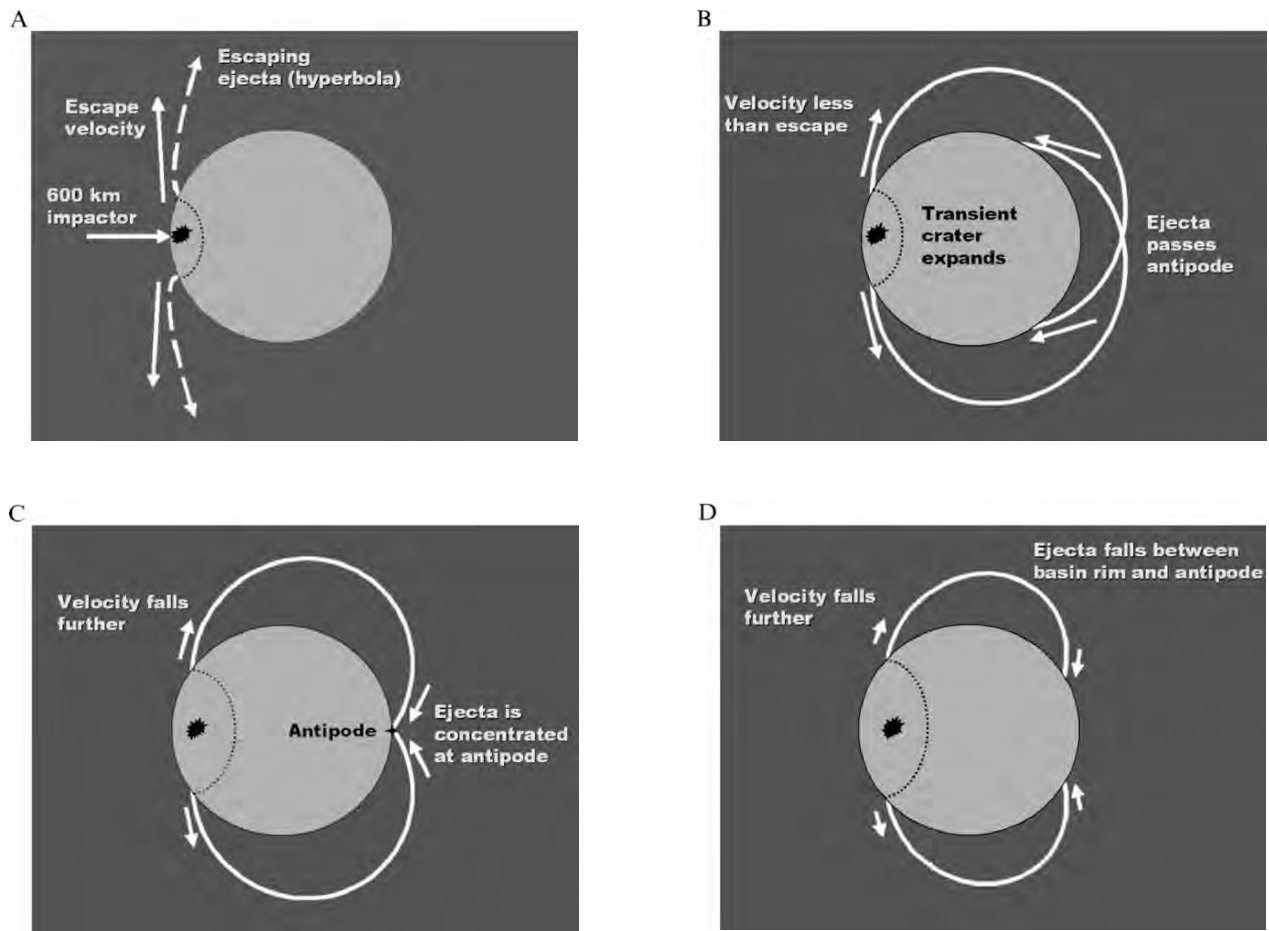 A
Escaping
ejecta (hyperbola)
Escape
velocity
600 km
impactor
B
Velocity less
than escape
Transient
crater
expands
Ejecta
passes
antipode
C
Velocity falls
further
Antipode
Ejecta is
concentrated
at antipode
D
Ejecta falls between
basin rim and antipode
Velocity falls
further